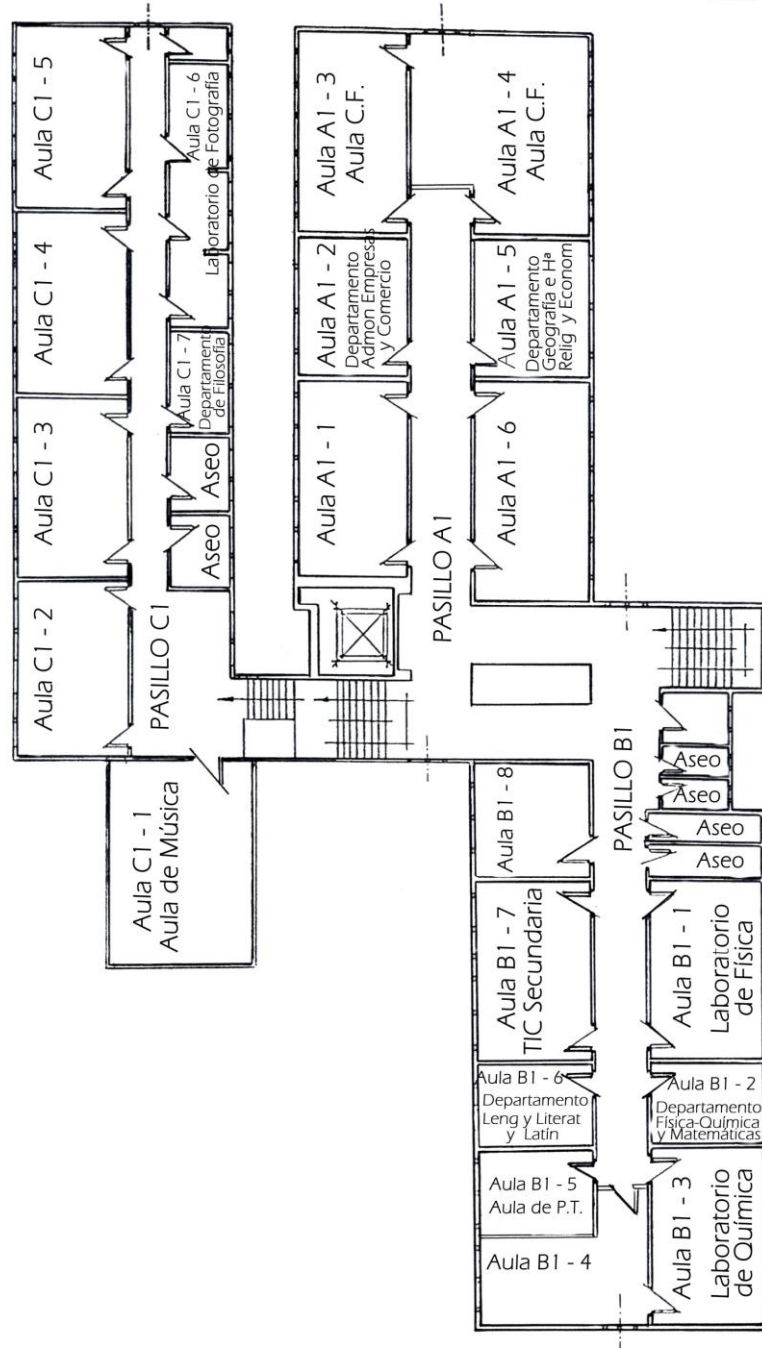 Aula C1 - 5
Aula C1 - 4
Aula C1 - 3
Aula C1 - 2
Aula C1 - 6
Laboratorio de Fotografía
Aula C1 - 7
Departamento
de Filosofía
Aseo
Aseo
PASILLO C1
Aula C1 - 1
Aula de Música
Aula A1 - 3
Aula C.F.
Aula A1 - 4
Aula C.F.
Aula A1 - 2
Departamento
Admon Empresas
y Comercio
Aula A1 - 5
Departamento
Geografía e Hª
Relig y Econom
Aula A1 - 1
Aula A1 - 6
PASILLO A1
PASILLO B1
Aseo
Aseo
Aseo
Aseo
Aula B1 - 8
Aula B1 - 7
TIC Secundaria
Aula B1 - 1
Laboratorio
de Física
Aula B1 - 6
Departamento
Leng y Literat
y Latín
Aula B1 - 2
Departamento
Física-Química
y Matemáticas
Aula B1 - 5
Aula de P.T.
Aula B1 - 4
Aula B1 - 3
Laboratorio
de Química